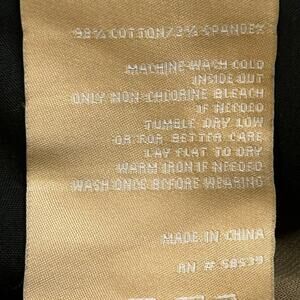 98% COTTON/2% SPANDEX
MACHINE WASH COLD
INSIDE OUT
ONLY NON-CHLORINE BLEACH
IF NEEDED
TUMBLE DRY LOW
OR FOR BETTER CARE
LAY FLAT TO DRY
WARM IRON IF NEEDED
WASH ONCE BEFORE WEARING
MADE IN CHINA
RN # 58539